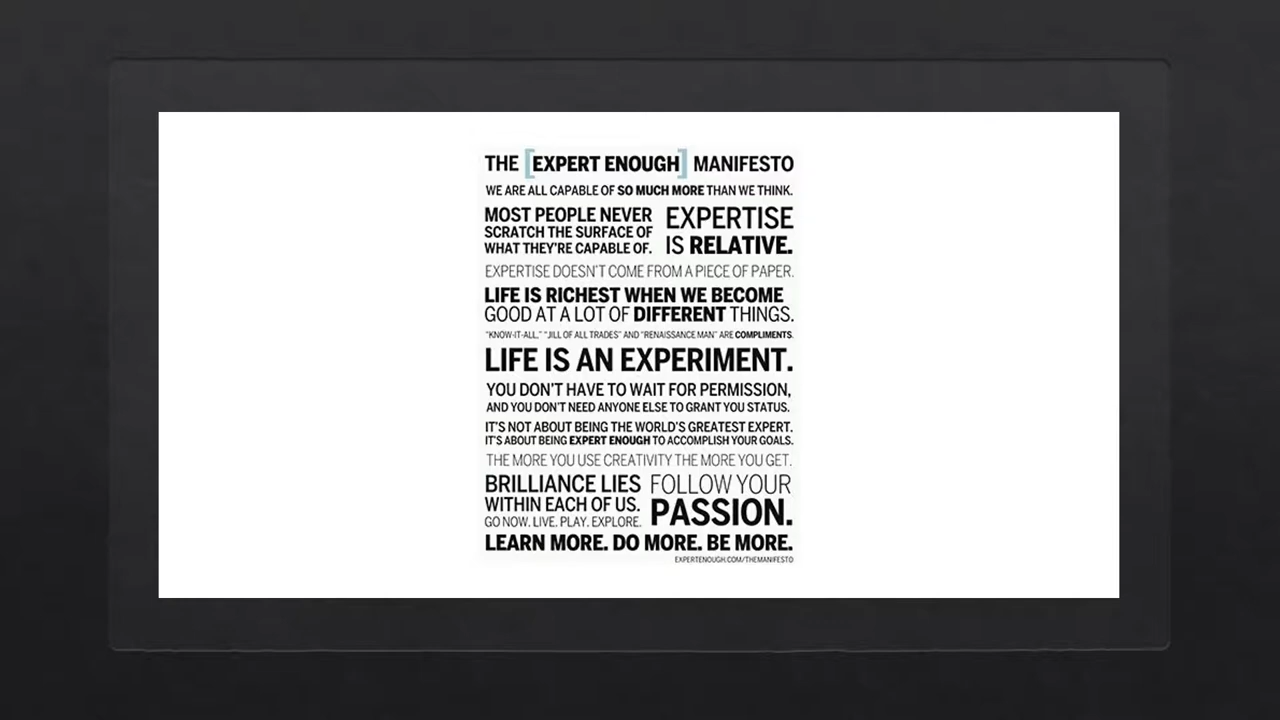 THE [EXPERT ENOUGH] MANIFESTO
WE ARE ALL CAPABLE OF SO MUCH MORE THAN WE THINK.
MOST PEOPLE NEVER
SCRATCH THE SURFACE OF
WHAT THEY'RE CAPABLE OF.
EXPERTISE
IS RELATIVE.
EXPERTISE DOESN'T COME FROM A PIECE OF PAPER.
LIFE IS RICHEST WHEN WE BECOME
GOOD AT A LOT OF DIFFERENT THINGS.
"KNOW-IT-ALL," "JILL OF ALL TRADES" AND "RENAISSANCE MAN" ARE COMPLIMENTS.
LIFE IS AN EXPERIMENT.
YOU DON'T HAVE TO WAIT FOR PERMISSION,
AND YOU DON'T NEED ANYONE ELSE TO GRANT YOU STATUS.
IT'S NOT ABOUT BEING THE WORLD'S GREATEST EXPERT.
IT'S ABOUT BEING EXPERT ENOUGH TO ACCOMPLISH YOUR GOALS.
THE MORE YOU USE CREATIVITY THE MORE YOU GET.
BRILLIANCE LIES
WITHIN EACH OF US.
GO NOW. LIVE. PLAY. EXPLORE.
FOLLOW YOUR
PASSION.
LEARN MORE. DO MORE. BE MORE.
EXPERTENOUGH.COM/THEMANIFESTO